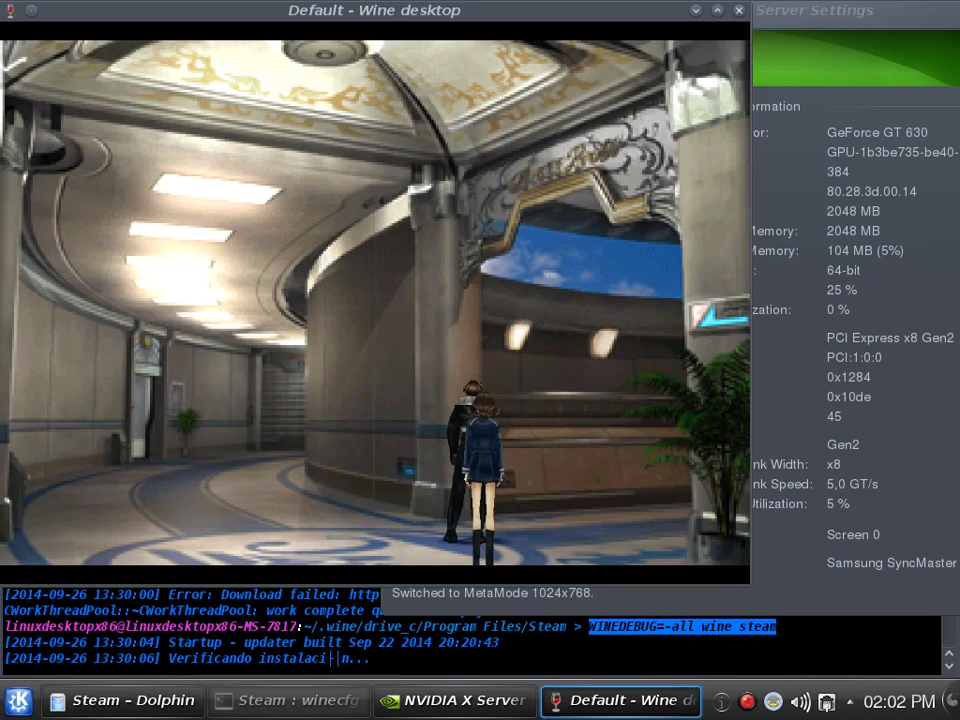 Default - Wine desktop
Server Settings
ormation
or:
GeForce GT 630
GPU-1b3be735-be40-
384
80.28.3d.00.14
2048 MB
Memory:
2048 MB
Memory:
104 MB (5%)
:
64-bit
25 %
zation:
0 %
PCI Express x8 Gen2
PCI:1:0:0
0x1284
0x10de
45
Gen2
nk Width:
x8
nk Speed:
5,0 GT/s
Utilization:
5 %
Screen 0
Samsung SyncMaster
[2014-09-26 13:30:00] Error: Download failed: http
Switched to MetaMode 1024x768.
CWorkThreadPool::~CWorkThreadPool: work complete q
linuxdesktopx86@linuxdesktopx86-MS-7817:~/.wine/drive_c/Program Files/Steam > WINEDEBUG=-all wine steam
[2014-09-26 13:30:04] Startup - updater built Sep 22 2014 20:20:43
[2014-09-26 13:30:06] Verificando instalaci├│n...
Steam - Dolphin
Steam : winecfg
NVIDIA X Server
Default - Wine de
02:02 PM